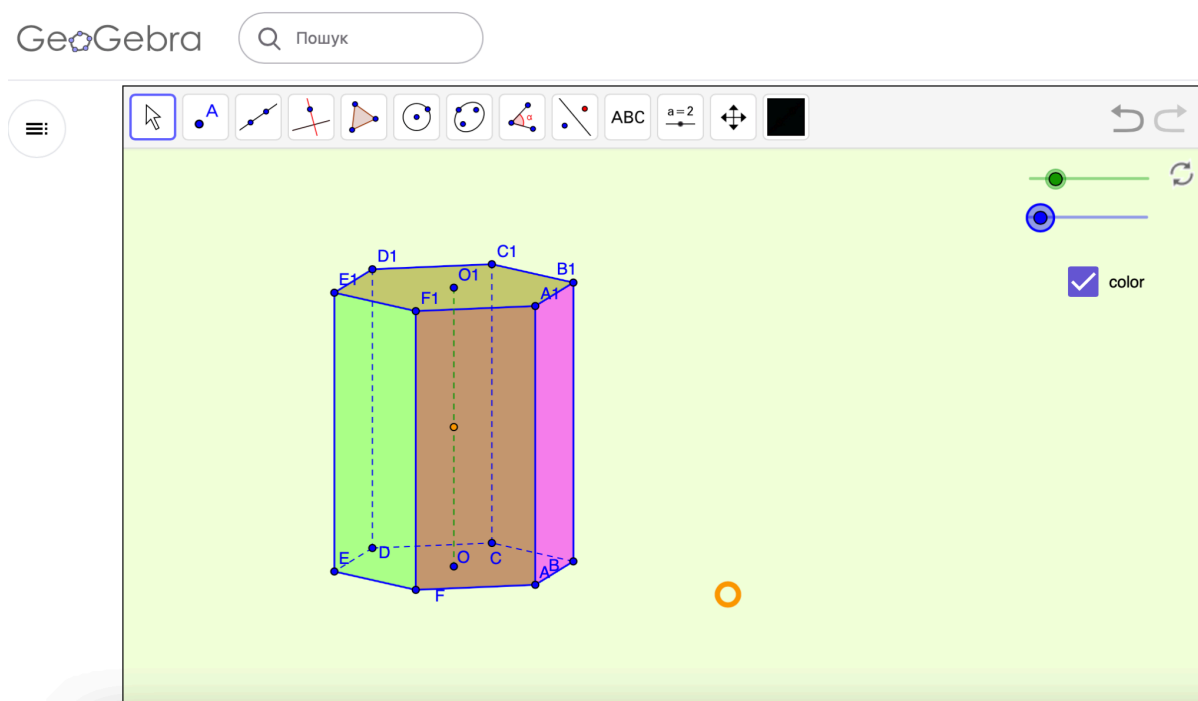 GeoGebra Пошук
A α ABC a=2
D1 C1
E1 O1 B1
F1 A1
color
E D O C A B
F